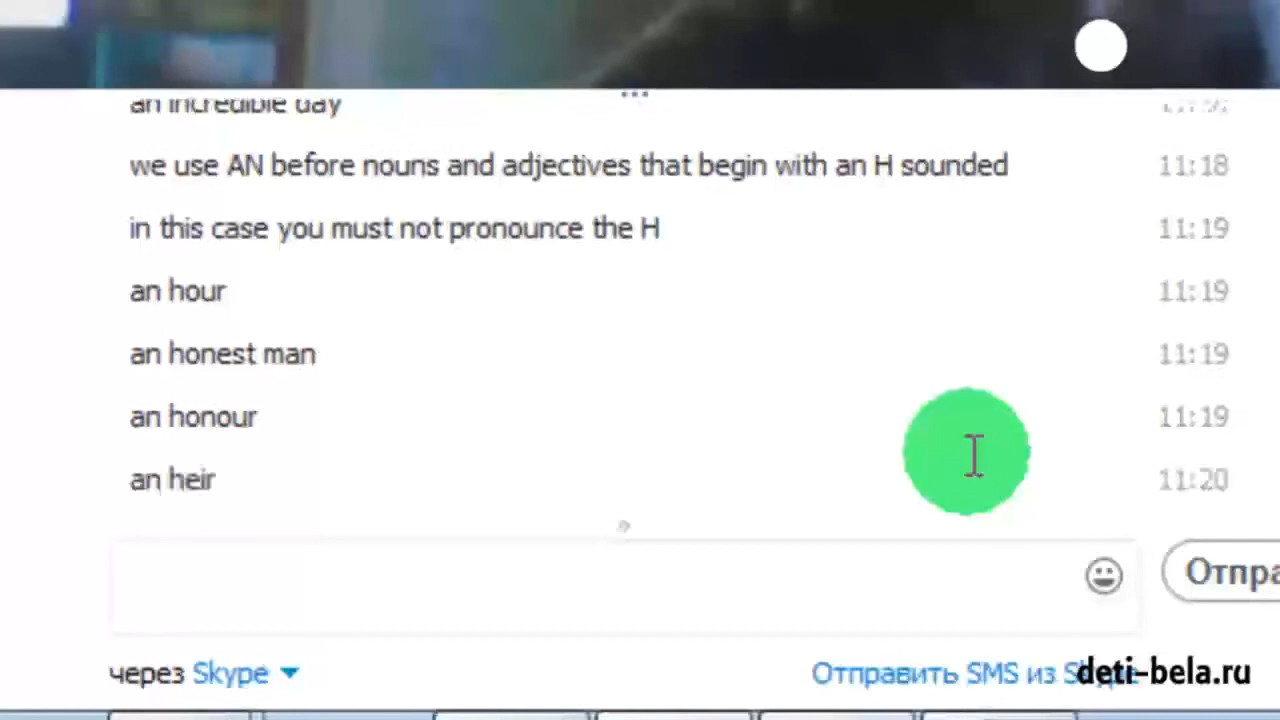 an incredible day
we use AN before nouns and adjectives that begin with an H sounded 11:18
in this case you must not pronounce the H 11:19
an hour 11:19
an honest man 11:19
an honour 11:19
an heir 11:20
Отпра
через Skype
Отправить SMS из Skype
deti-bela.ru